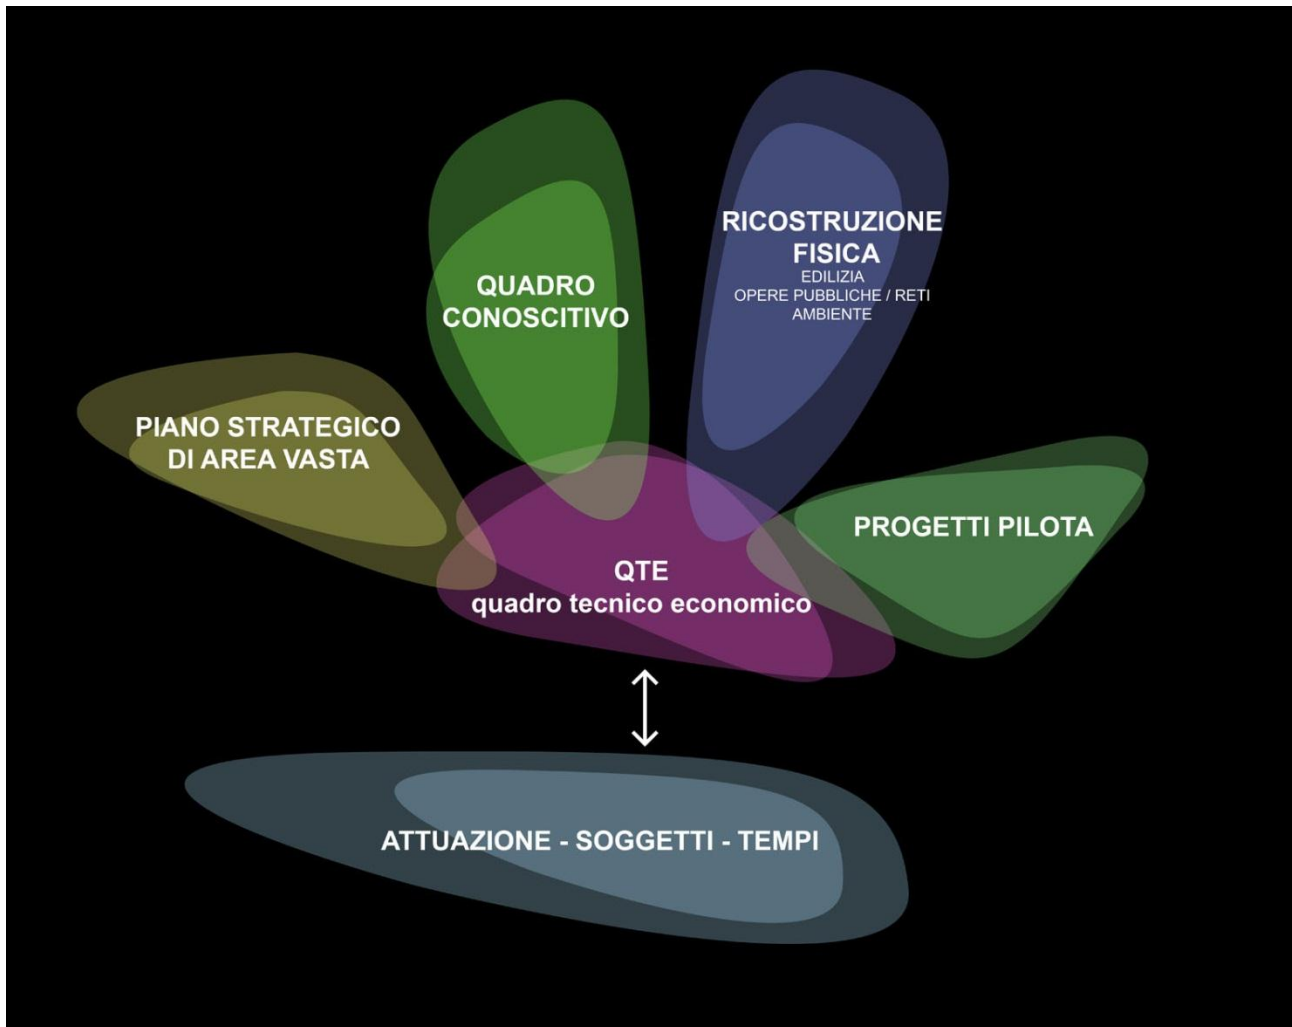 RICOSTRUZIONE
FISICA
EDILIZIA
OPERE PUBBLICHE / RETI
AMBIENTE
QUADRO
CONOSCITIVO
PIANO STRATEGICO
DI AREA VASTA
PROGETTI PILOTA
QTE
quadro tecnico economico
ATTUAZIONE - SOGGETTI - TEMPI